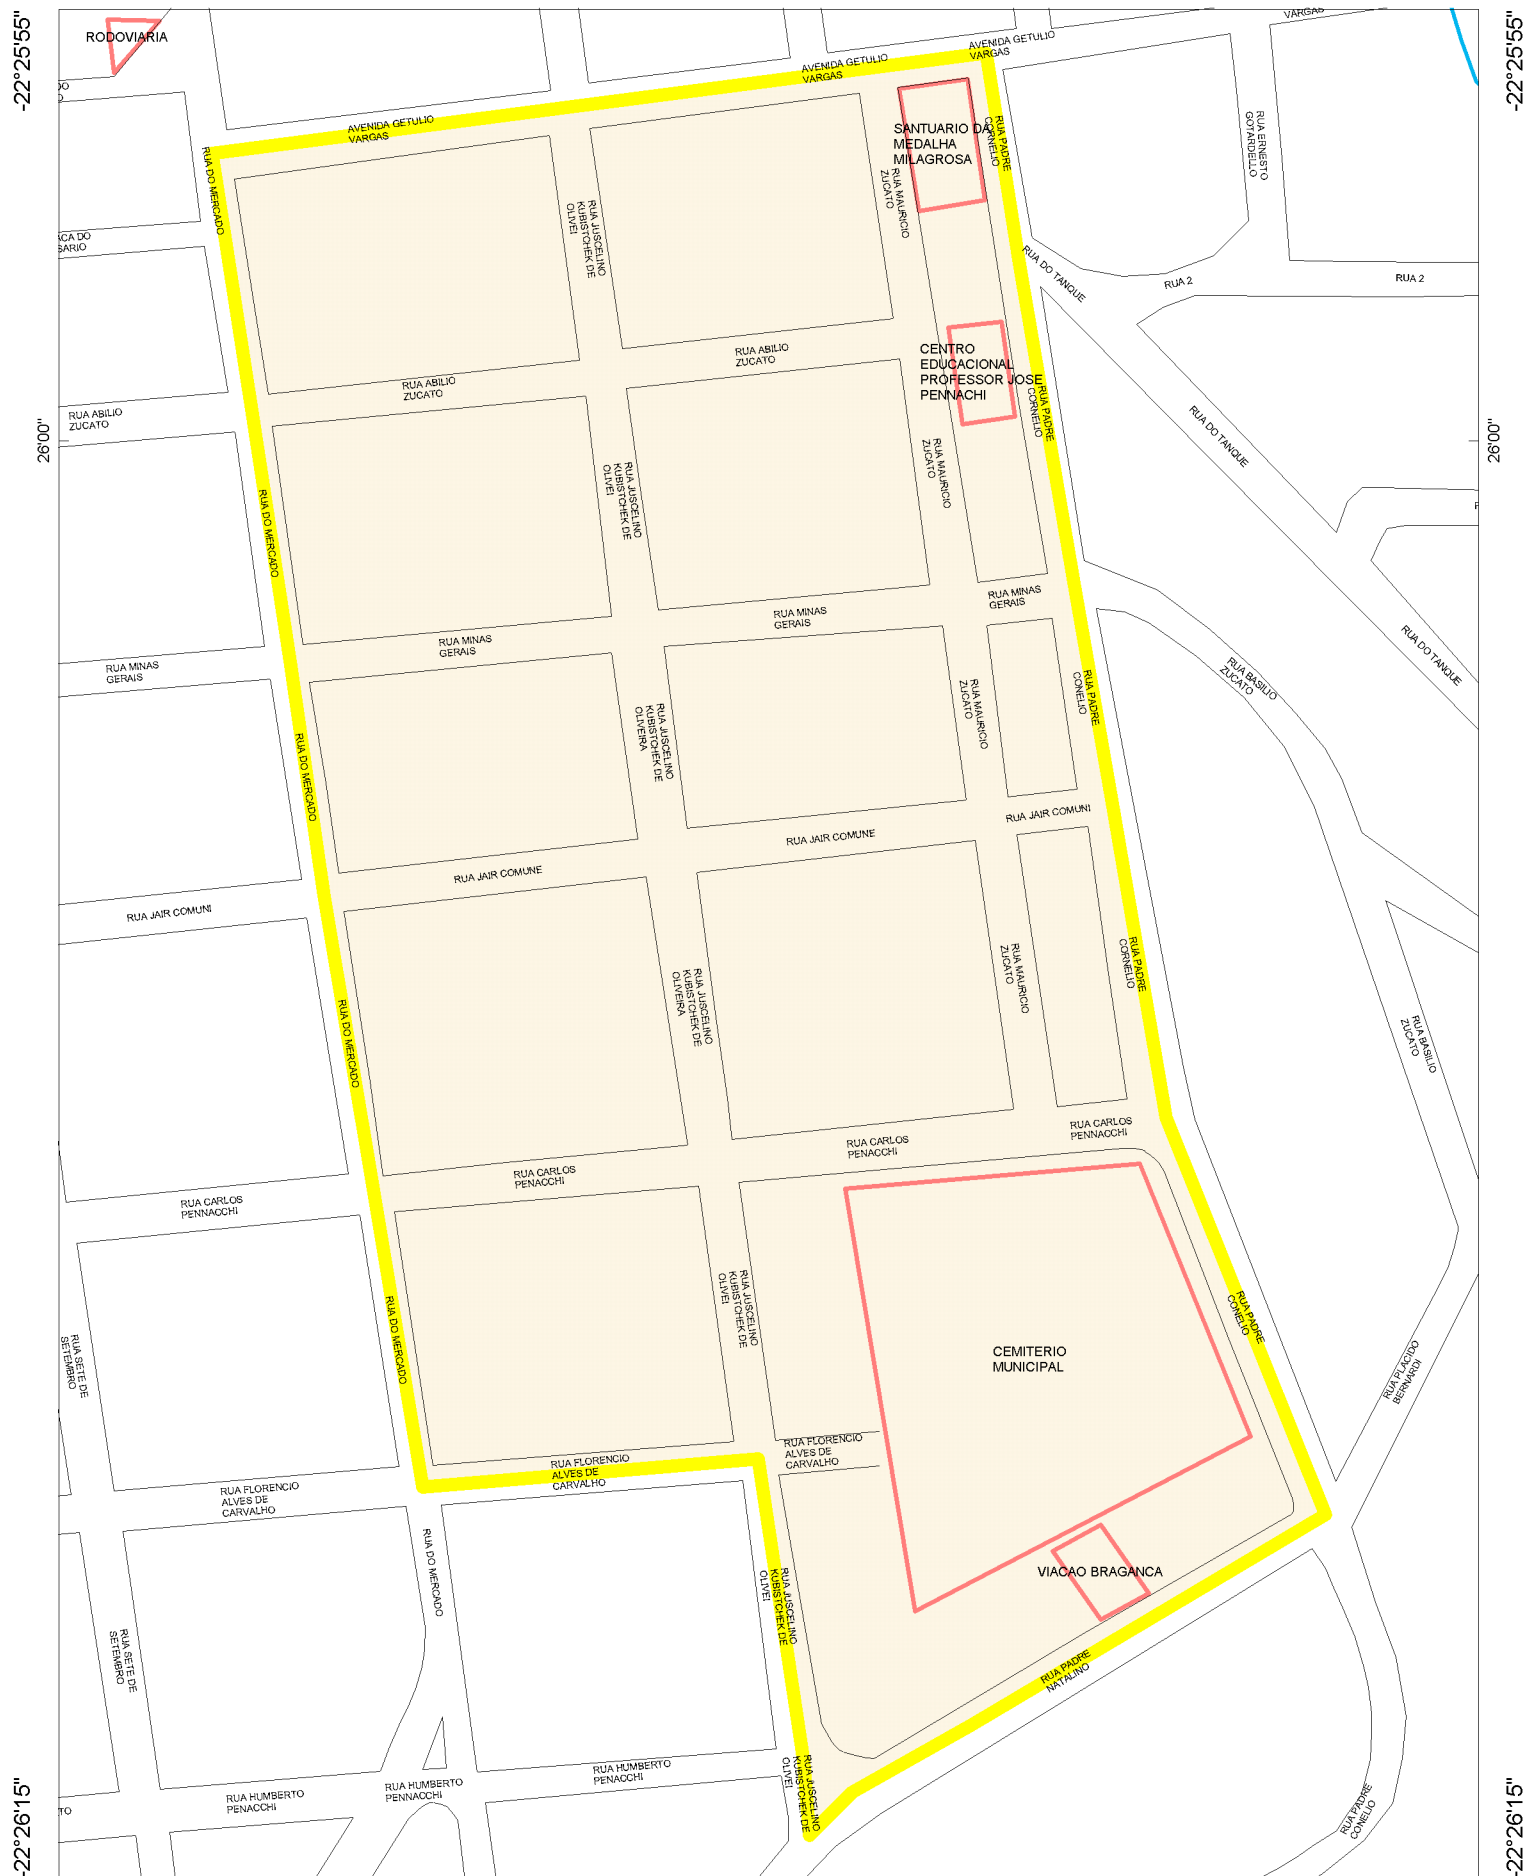 -22°25'55"
-22°25'55"
RODOVIARIA
VARGAS
AVENIDA GETULIO
VARGAS
AVENIDA GETULIO
VARGAS
AVENIDA GETULIO
VARGAS
SANTUARIO DA
MEDALHA
MILAGROSA
RUA PADRE
CORNELIO
RUA ERNESTO
GOTARDELLO
RUA DO MERCADO
RUA MAURICIO
ZUCATO
RUA JUSCELINO
KUBISTCHEK DE
OLIVEI
ACA DO
SARIO
RUA DO TANQUE
RUA 2
RUA 2
RUA ABILIO
ZUCATO
RUA ABILIO
ZUCATO
RUA ABILIO
ZUCATO
CENTRO
EDUCACIONAL
PROFESSOR JOSE
PENNACHI
RUA PADRE
CORNELIO
RUA DO TANQUE
26'00"
26'00"
RUA DO MERCADO
RUA JUSCELINO
KUBISTCHEK DE
OLIVEI
RUA MAURICIO
ZUCATO
RUA MINAS
GERAIS
RUA MINAS
GERAIS
RUA MINAS
GERAIS
RUA MINAS
GERAIS
RUA DO TANQUE
RUA BASILIO
ZUCATO
RUA DO MERCADO
RUA JUSCELINO
KUBISTCHEK DE
OLIVEIRA
RUA MAURICIO
ZUCATO
RUA PADRE
CONELIO
RUA JAIR COMUNI
RUA JAIR COMUNE
RUA JAIR COMUNE
RUA JAIR COMUNI
RUA DO MERCADO
RUA JUSCELINO
KUBISTCHEK DE
OLIVEIRA
RUA MAURICIO
ZUCATO
RUA PADRE
CORNELIO
RUA BASILIO
ZUCATO
RUA CARLOS
PENNACCHI
RUA CARLOS
PENACCHI
RUA CARLOS
PENACCHI
RUA CARLOS
PENNACCHI
RUA SETE DE
SETEMBRO
RUA DO MERCADO
RUA JUSCELINO
KUBISTCHEK DE
OLIVEI
CEMITERIO
MUNICIPAL
RUA PADRE
CONELIO
RUA PLACIDO
BERNARDI
RUA FLORENCIO
ALVES DE
CARVALHO
RUA FLORENCIO
ALVES DE
CARVALHO
RUA FLORENCIO
ALVES DE
CARVALHO
RUA SETE DE
SETEMBRO
RUA DO MERCADO
RUA JUSCELINO
KUBISTCHEK DE
OLIVEI
VIACAO BRAGANCA
RUA PADRE
NATALINO
TO
RUA HUMBERTO
PENACCHI
RUA HUMBERTO
PENNACCHI
RUA HUMBERTO
PENACCHI
RUA JUSCELINO
KUBISTCHEK DE
OLIVEI
RUA PADRE
CONELIO
-22°26'15"
-22°26'15"